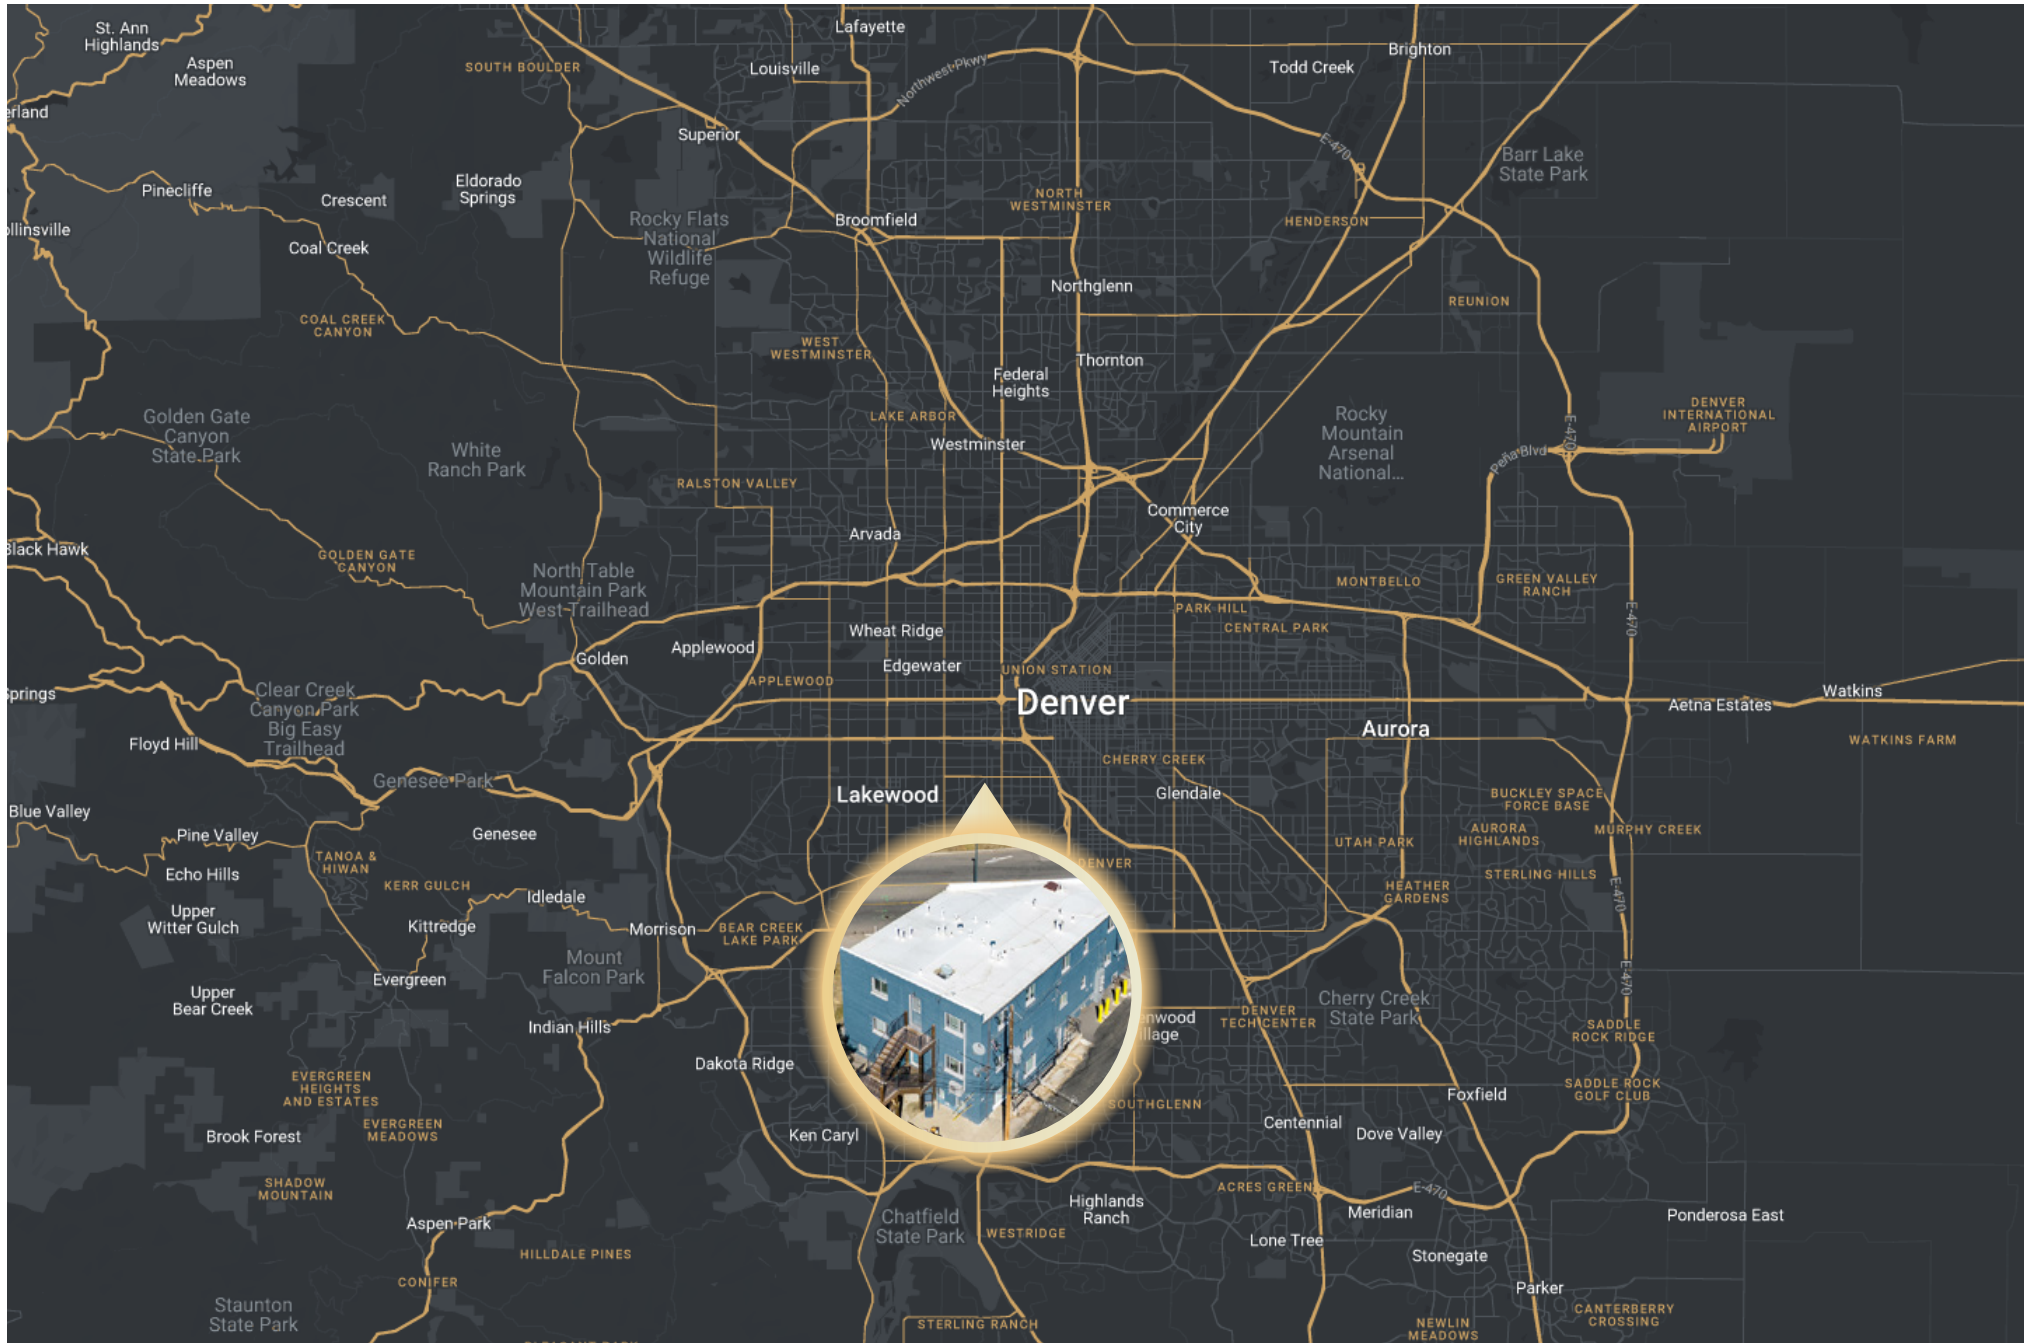 St. Ann
Highlands
Aspen
Meadows
SOUTH BOULDER
Lafayette
Louisville
Northwest Pkwy
Todd Creek
Brighton
erland
Superior
E-470
Barr Lake
State Park
Pinecliffe
Crescent
Eldorado
Springs
NORTH
WESTMINSTER
ollinsville
Coal Creek
Rocky Flats
National
Wildlife
Refuge
Broomfield
HENDERSON
Northglenn
REUNION
COAL CREEK
CANYON
WEST
WESTMINSTER
Thornton
Federal
Heights
Golden Gate
Canyon
State Park
White
Ranch Park
LAKE ARBOR
Westminster
Rocky
Mountain
Arsenal
National...
E-470
DENVER
INTERNATIONAL
AIRPORT
Peña Blvd
RALSTON VALLEY
Commerce
City
Arvada
Black Hawk
GOLDEN GATE
CANYON
North Table
Mountain Park
West Trailhead
MONTBELLO
GREEN VALLEY
RANCH
PARK HILL
CENTRAL PARK
E-470
Wheat Ridge
Applewood
Golden
Edgewater
UNION STATION
APPLEWOOD
Springs
Clear Creek
Canyon Park
Big Easy
Trailhead
Denver
Watkins
Aetna Estates
Floyd Hill
Aurora
WATKINS FARM
Genesee Park
CHERRY CREEK
Lakewood
Glendale
BUCKLEY SPACE
FORCE BASE
Blue Valley
Pine Valley
Genesee
UTAH PARK
AURORA
HIGHLANDS
MURPHY CREEK
TANOA &
HIWAN
DENVER
Echo Hills
KERR GULCH
STERLING HILLS
Idledale
HEATHER
GARDENS
E-470
Upper
Witter Gulch
Kittredge
Morrison
BEAR CREEK
LAKE PARK
Mount
Falcon Park
Evergreen
E-470
Upper
Bear Creek
Cherry Creek
State Park
Indian Hills
enwood
illage
DENVER
TECH CENTER
SADDLE
ROCK RIDGE
Dakota Ridge
EVERGREEN
HEIGHTS
AND ESTATES
SOUTHGLENN
Foxfield
SADDLE ROCK
GOLF CLUB
EVERGREEN
MEADOWS
Brook Forest
Ken Caryl
Centennial
Dove Valley
SHADOW
MOUNTAIN
ACRES GREEN
E-470
Aspen Park
Chatfield
State Park
Highlands
Ranch
Meridian
Ponderosa East
WESTRIDGE
HILLDALE PINES
Lone Tree
Stonegate
CONIFER
Parker
Staunton
State Park
STERLING RANCH
NEWLIN
MEADOWS
CANTERBERRY
CROSSING